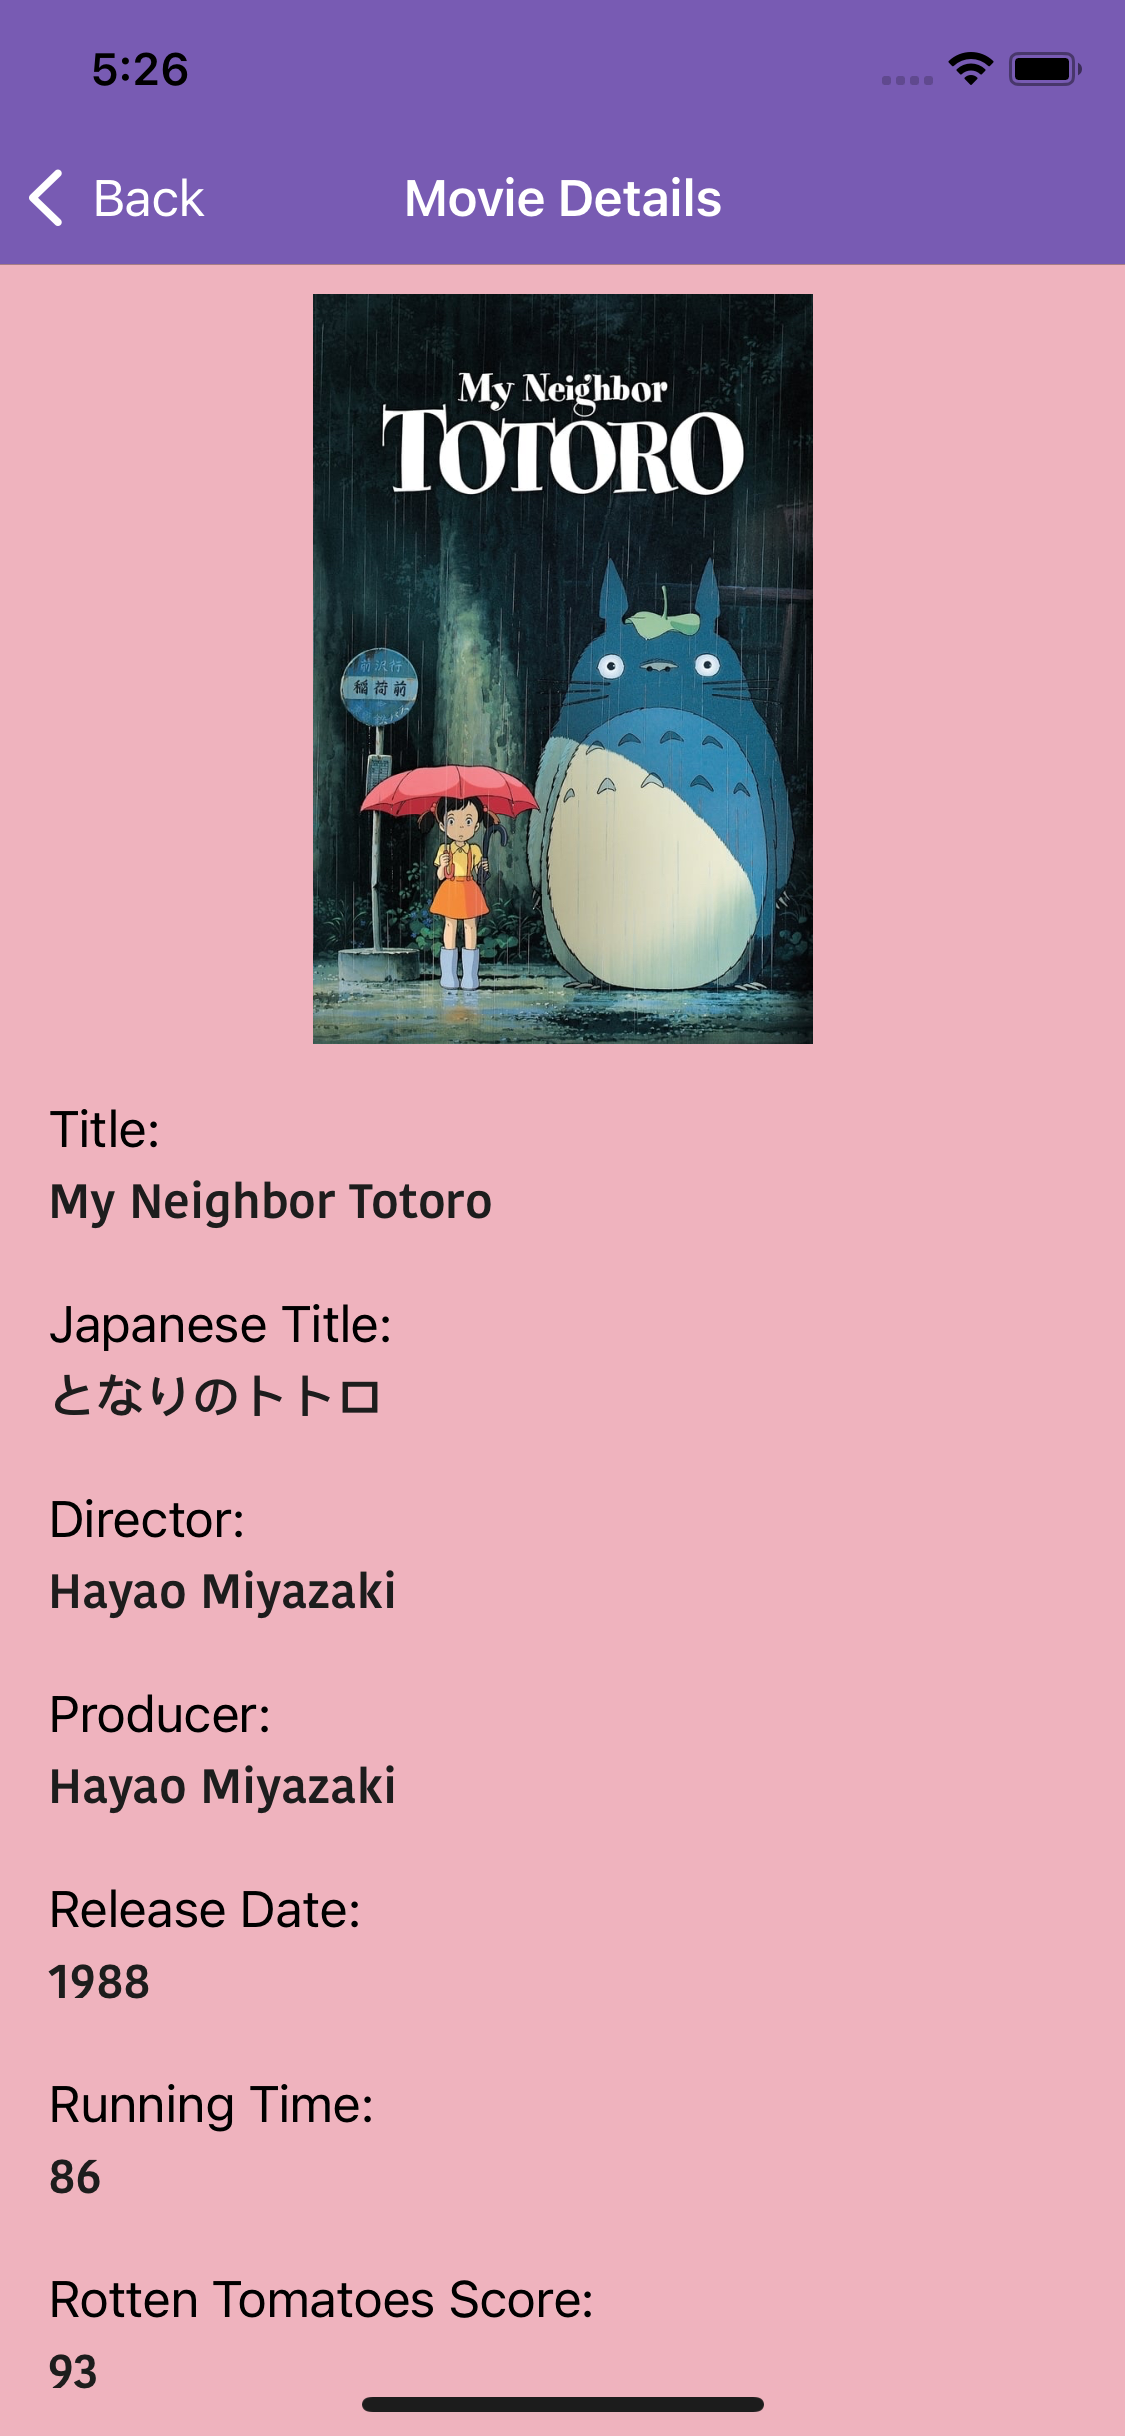 5:26
Back
Movie Details
My Neighbor
TOTORO
前沢行
稲荷前
Title:
My Neighbor Totoro
Japanese Title:
となりのトトロ
Director:
Hayao Miyazaki
Producer:
Hayao Miyazaki
Release Date:
1988
Running Time:
86
Rotten Tomatoes Score:
93